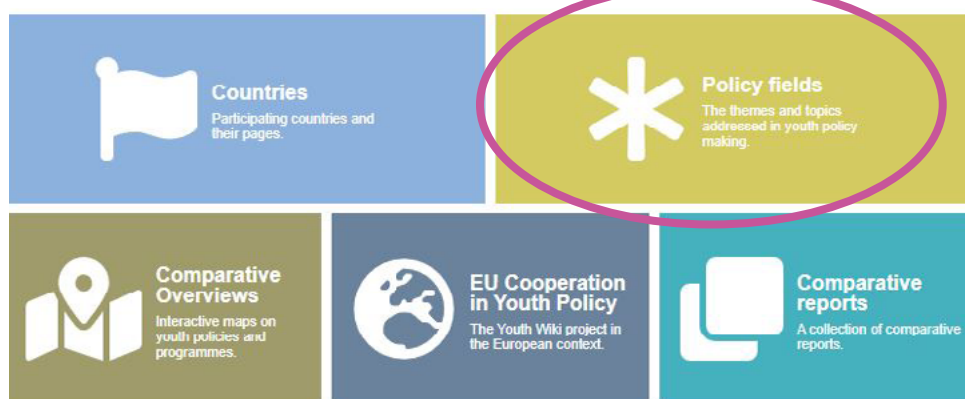 Countries
Participating countries and
their pages.
Policy fields
The themes and topics
addressed in youth policy
making.
Comparative
Overviews
Interactive maps on
youth policies and
programmes.
EU Cooperation
in Youth Policy
The Youth Wiki project in
the European context.
Comparative
reports
A collection of comparative
reports.